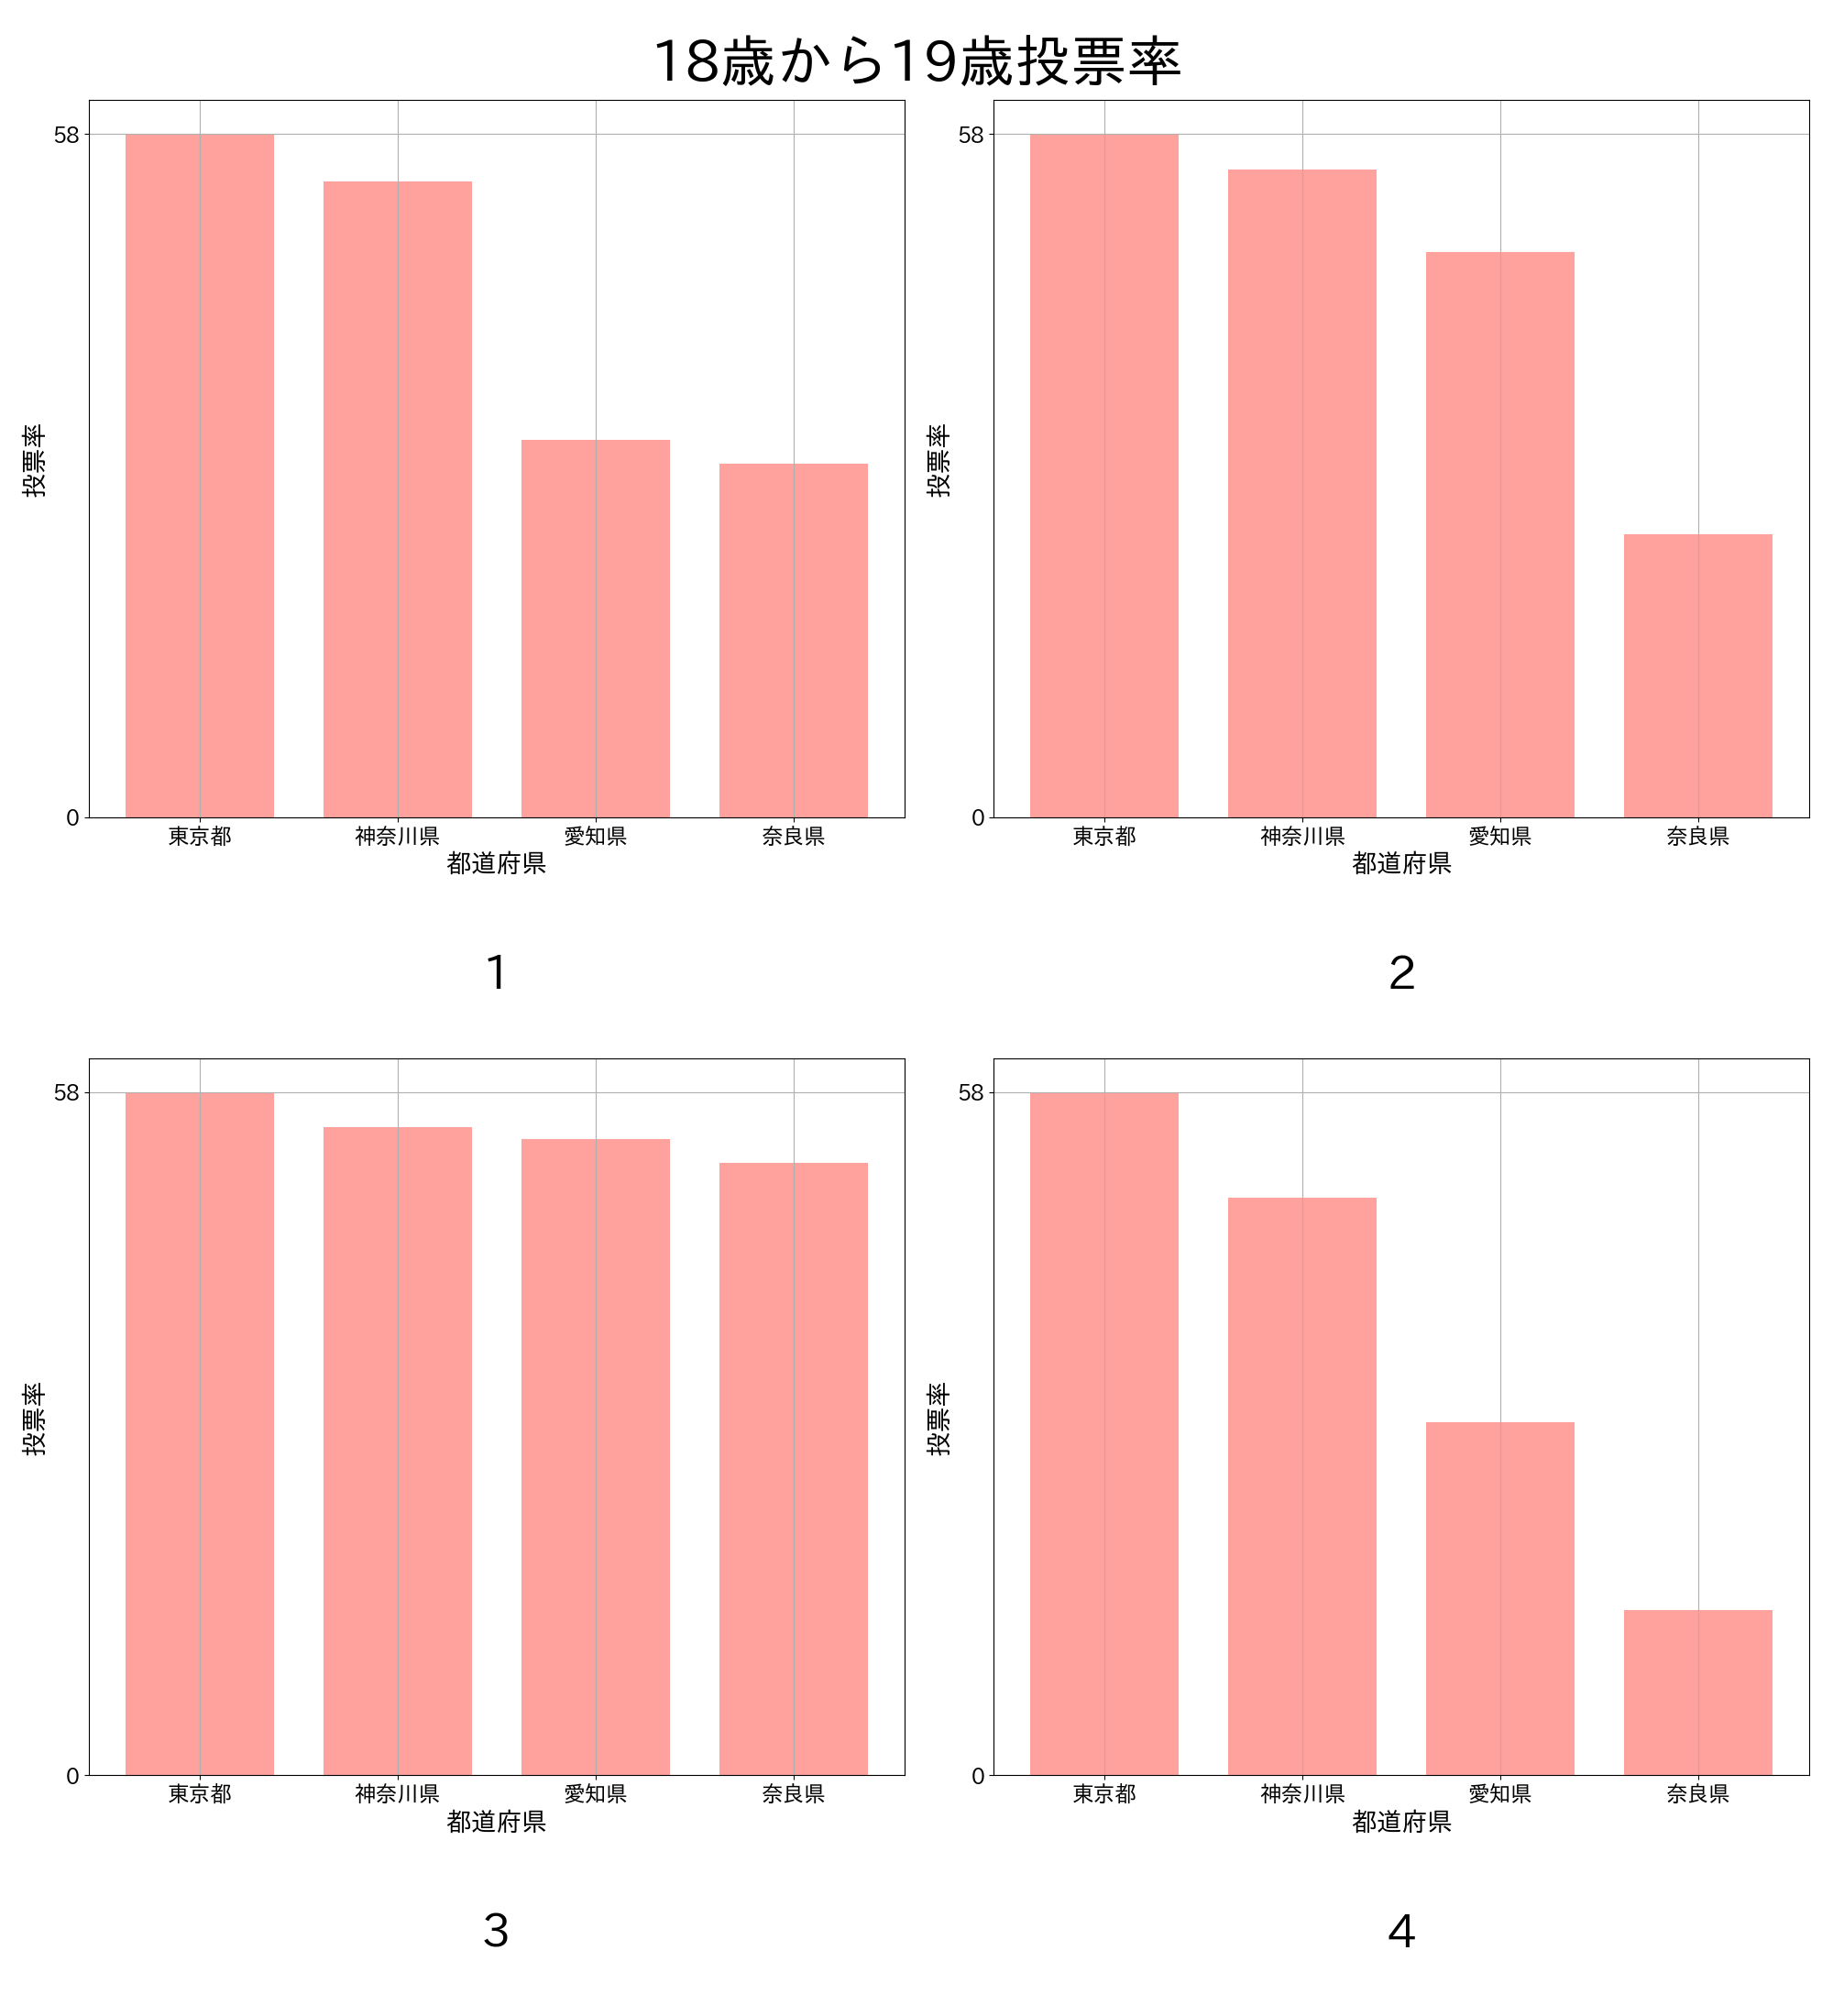 18歳から19歳投票率
58
0
投票率
東京都 神奈川県 愛知県 奈良県
都道府県
1
58
0
投票率
東京都 神奈川県 愛知県 奈良県
都道府県
2
58
0
投票率
東京都 神奈川県 愛知県 奈良県
都道府県
3
58
0
投票率
東京都 神奈川県 愛知県 奈良県
都道府県
4